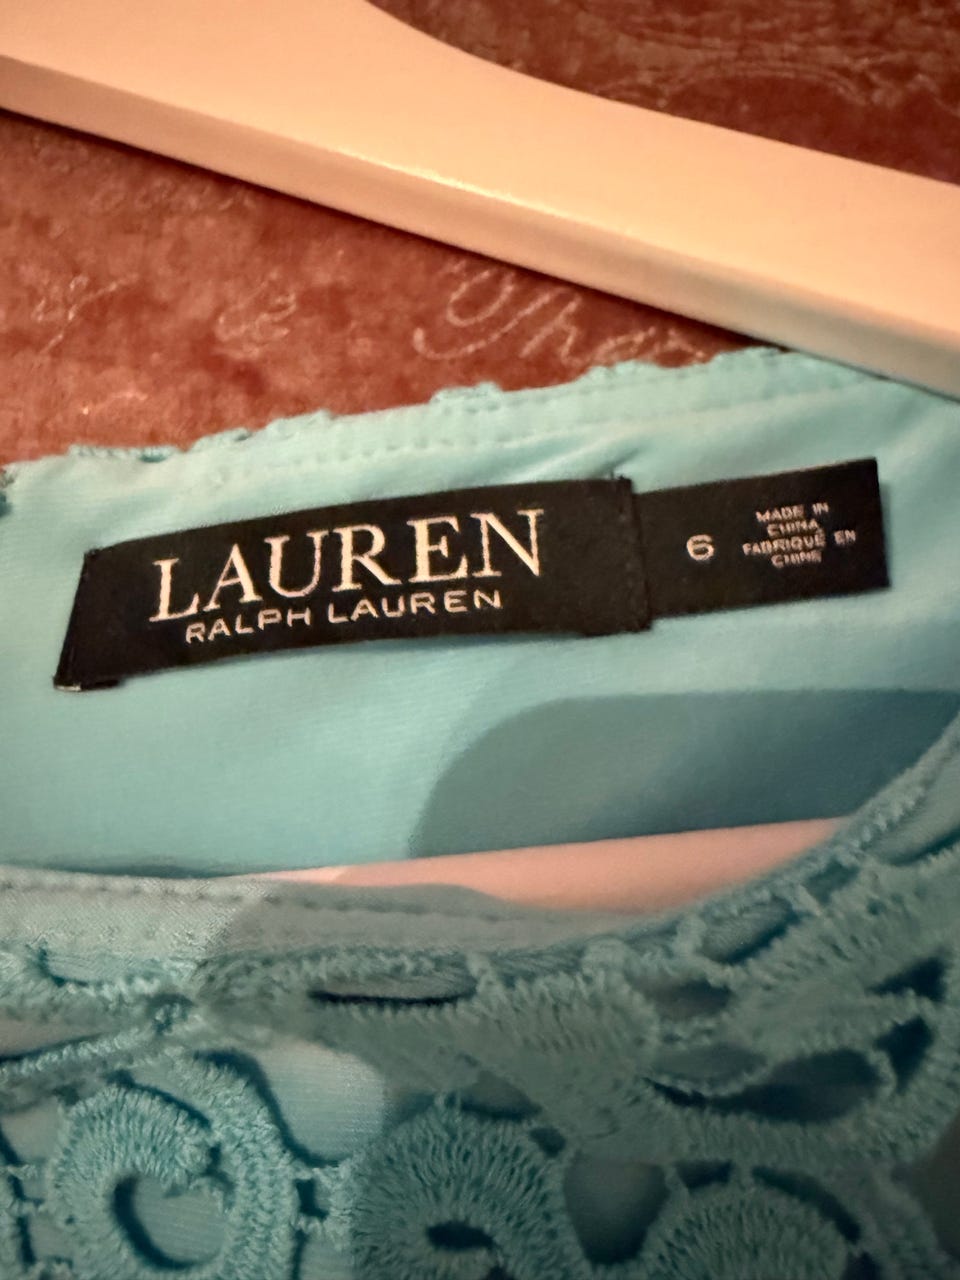 LAUREN
RALPH LAUREN
6
MADE IN
CHINA
FABRIQUÉ EN
CHINE